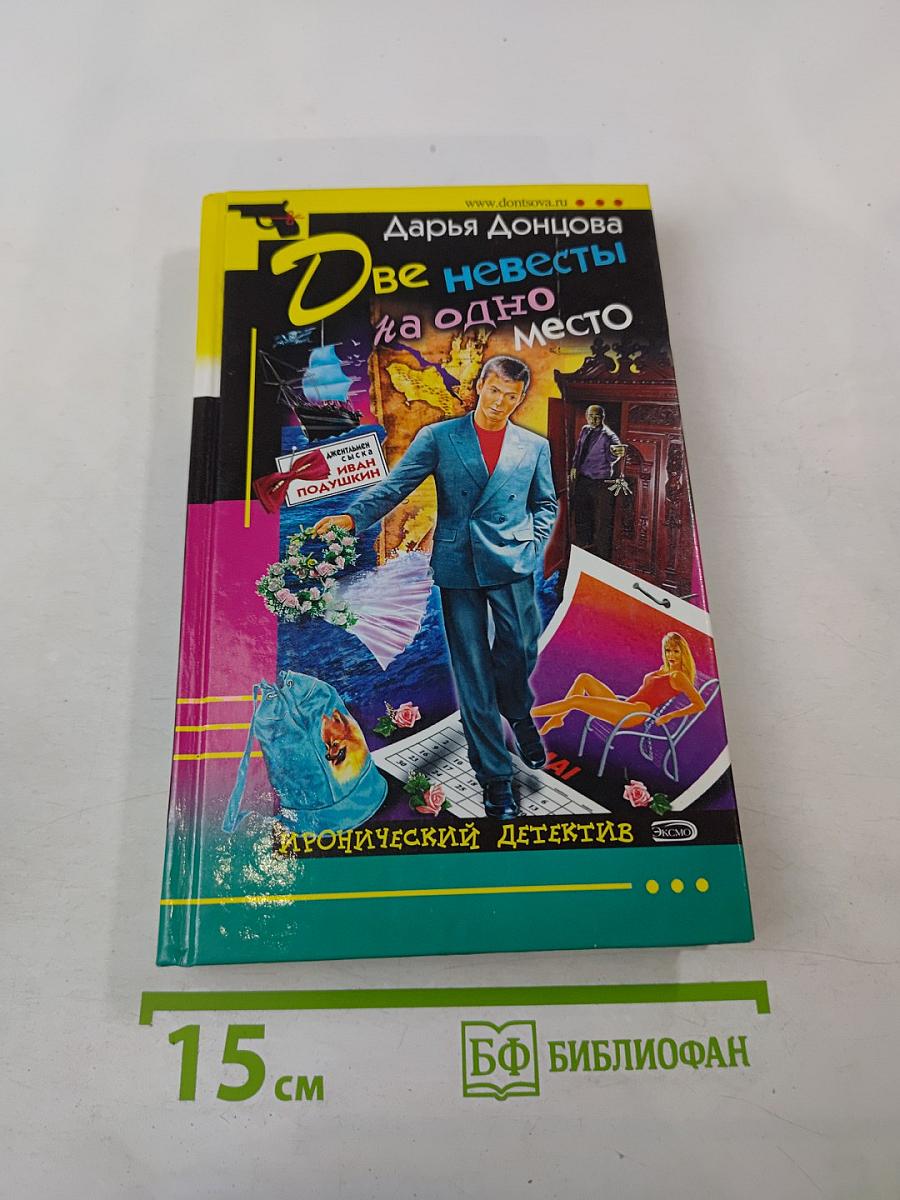 www.dontsova.ru
Дарья Донцова
Две невесты
на одно
место
джентльмен
сыска
ИВАН
ПОДУШКИН
МАІ
ИРОНИЧЕСКИЙ ДЕТЕКТИВ
ЭКСМО
15 см
БФ БИБЛИОФАН